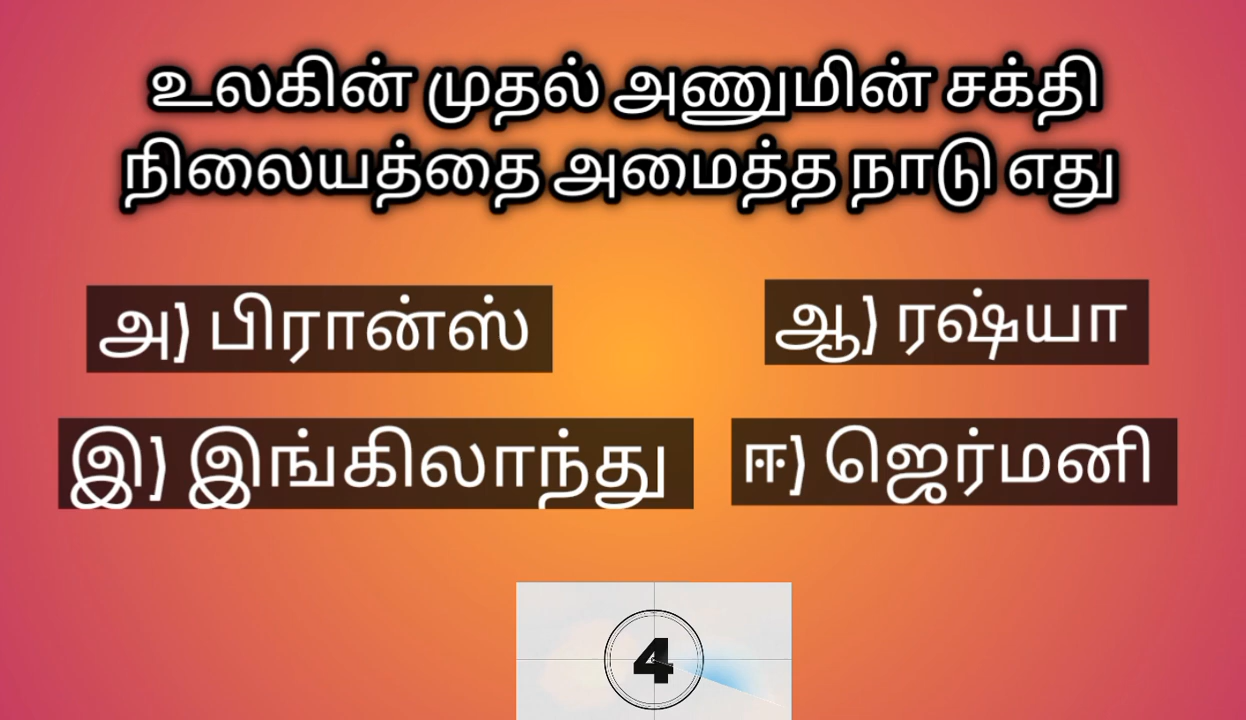 உலகின் முதல் அணுமின் சக்தி
நிலையத்தை அமைத்த நாடு எது
அ) பிரான்ஸ்
ஆ) ரஷ்யா
இ) இங்கிலாந்து
ஈ) ஜெர்மனி
4